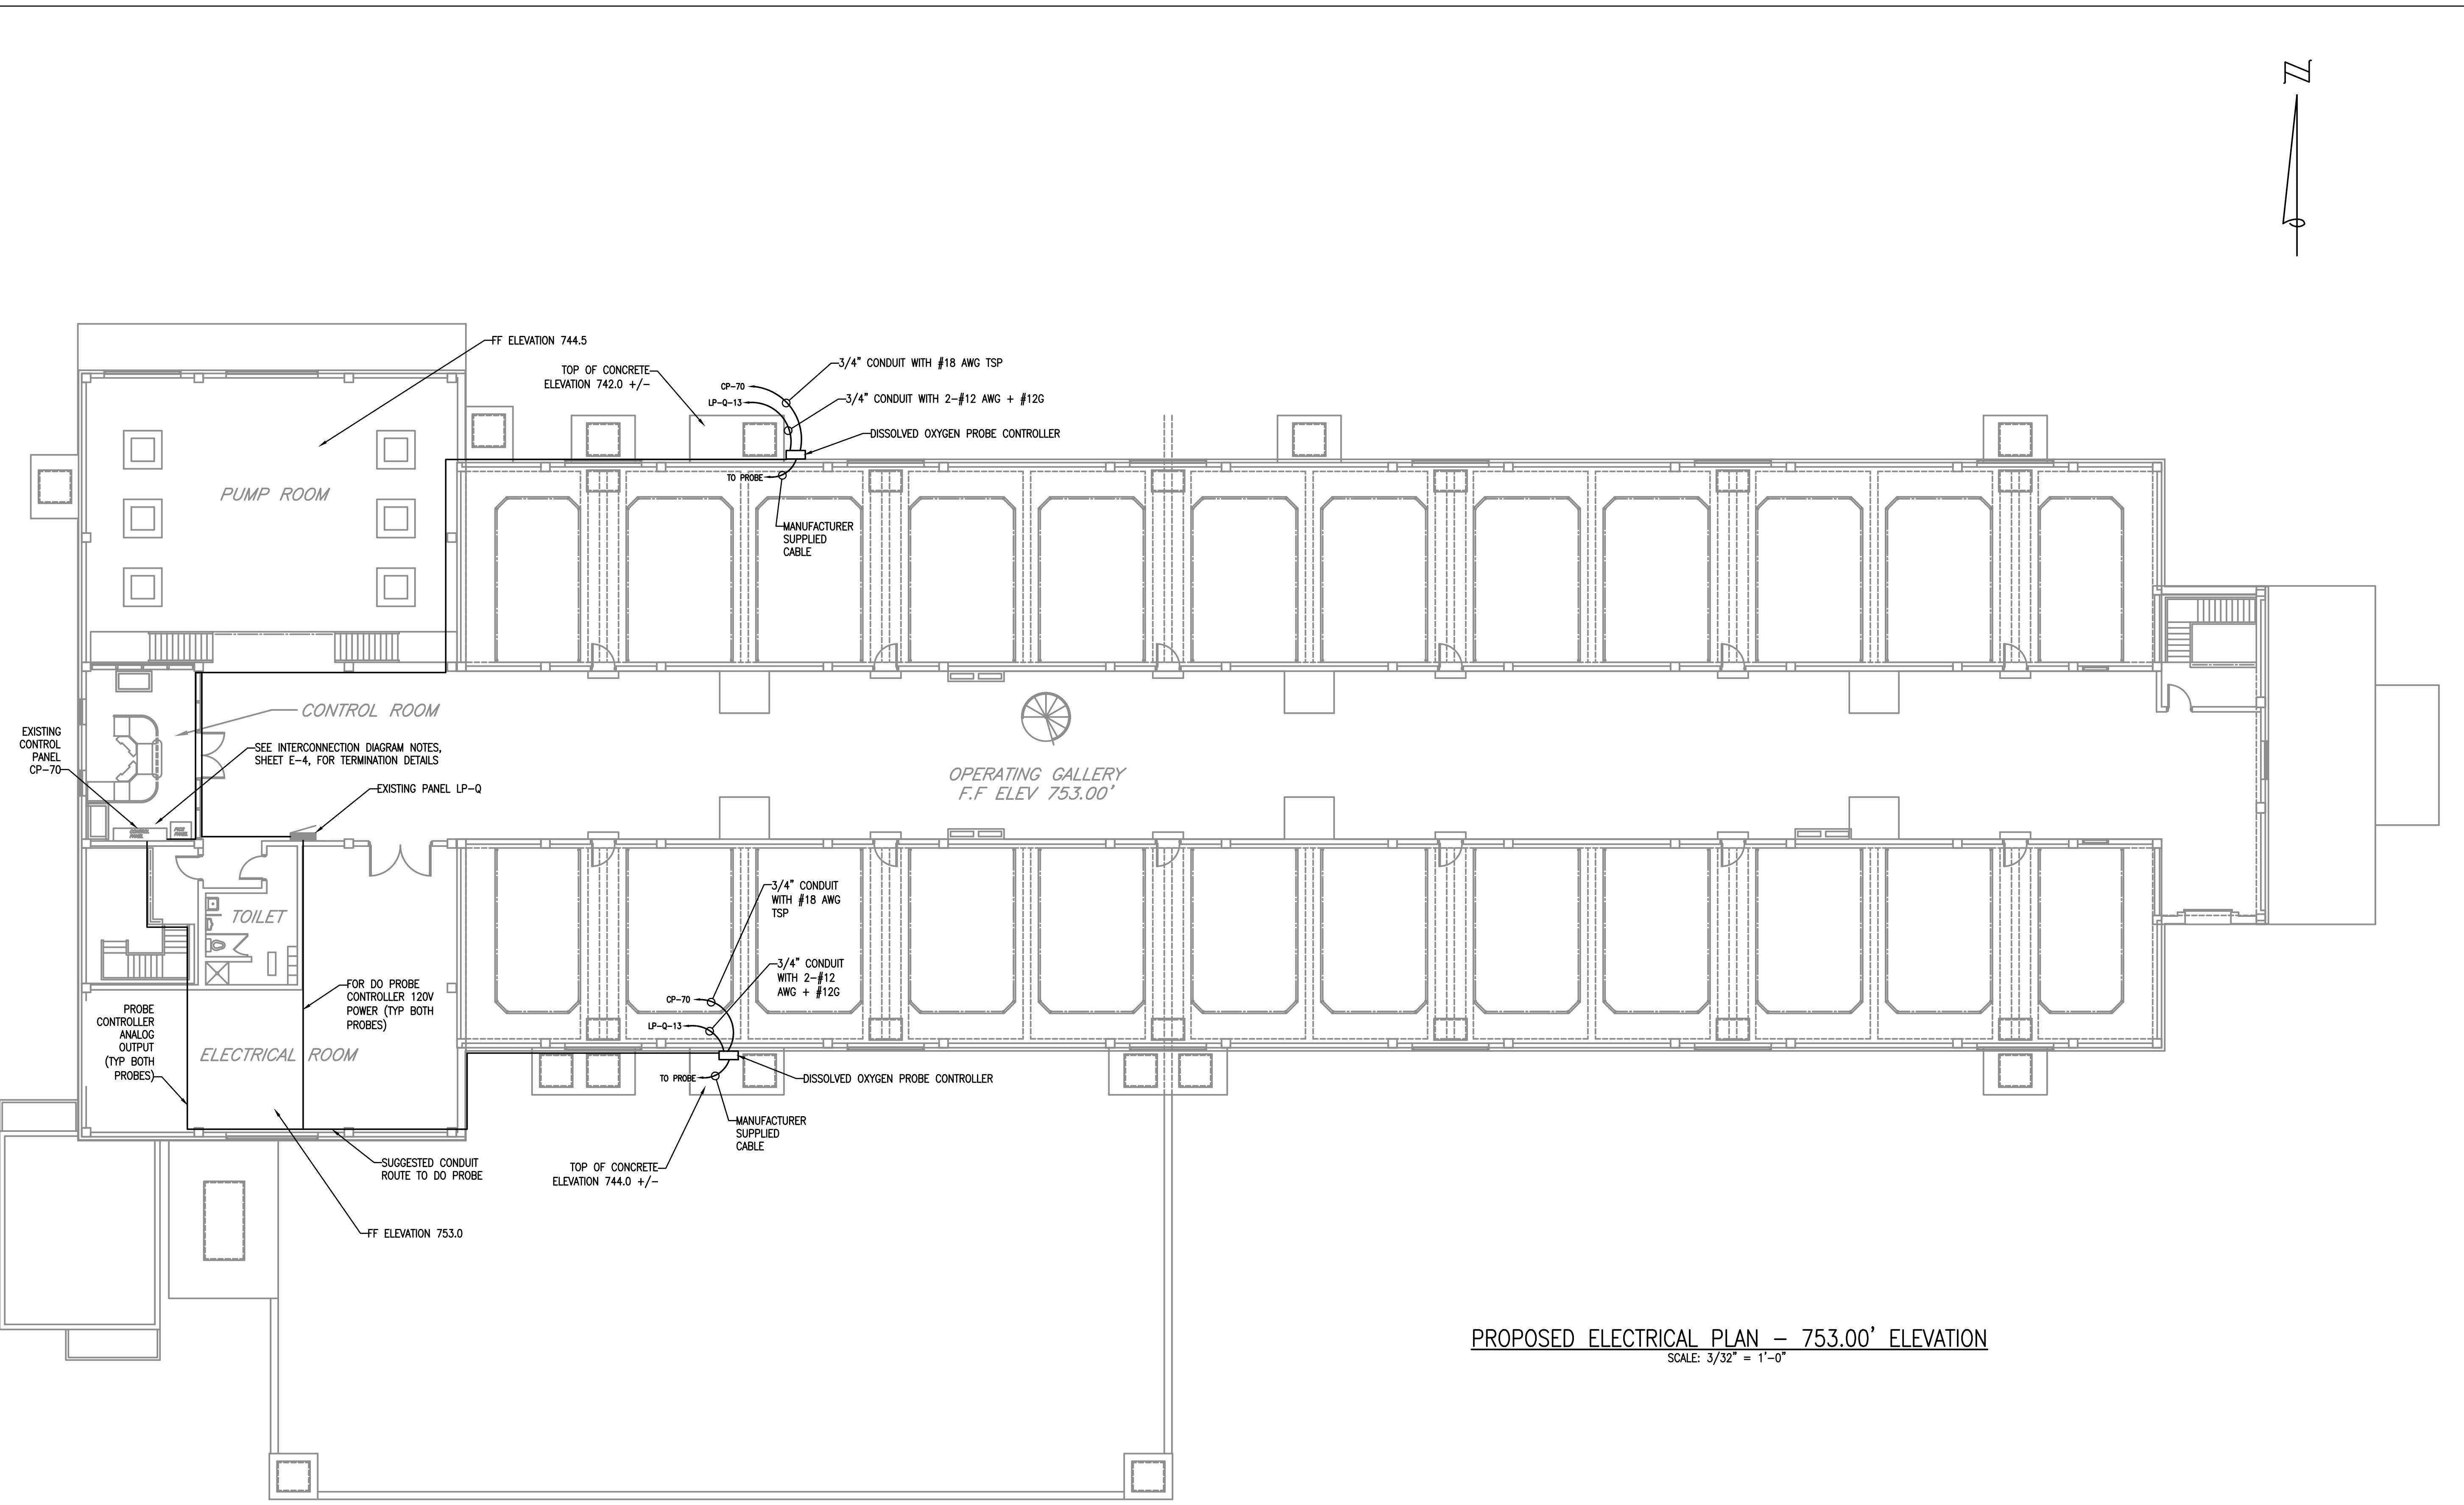 N
FF ELEVATION 744.5
TOP OF CONCRETE
ELEVATION 742.0 +/-
3/4" CONDUIT WITH #18 AWG TSP
CP-70
LP-Q-13
3/4" CONDUIT WITH 2-#12 AWG + #12G
DISSOLVED OXYGEN PROBE CONTROLLER
TO PROBE
MANUFACTURER
SUPPLIED
CABLE
PUMP ROOM
CONTROL ROOM
EXISTING
CONTROL
PANEL
CP-70
SEE INTERCONNECTION DIAGRAM NOTES,
SHEET E-4, FOR TERMINATION DETAILS
EXISTING PANEL LP-Q
CONTROL
PANEL
PANEL
OPERATING GALLERY
F.F ELEV 753.00'
TOILET
3/4" CONDUIT
WITH #18 AWG
TSP
3/4" CONDUIT
WITH 2-#12
AWG + #12G
CP-70
LP-Q-13
FOR DO PROBE
CONTROLLER 120V
POWER (TYP BOTH
PROBES)
PROBE
CONTROLLER
ANALOG
OUTPUT
(TYP BOTH
PROBES)
ELECTRICAL ROOM
TO PROBE
DISSOLVED OXYGEN PROBE CONTROLLER
MANUFACTURER
SUPPLIED
CABLE
SUGGESTED CONDUIT
ROUTE TO DO PROBE
TOP OF CONCRETE
ELEVATION 744.0 +/-
FF ELEVATION 753.0
PROPOSED ELECTRICAL PLAN - 753.00' ELEVATION
SCALE: 3/32" = 1'-0"